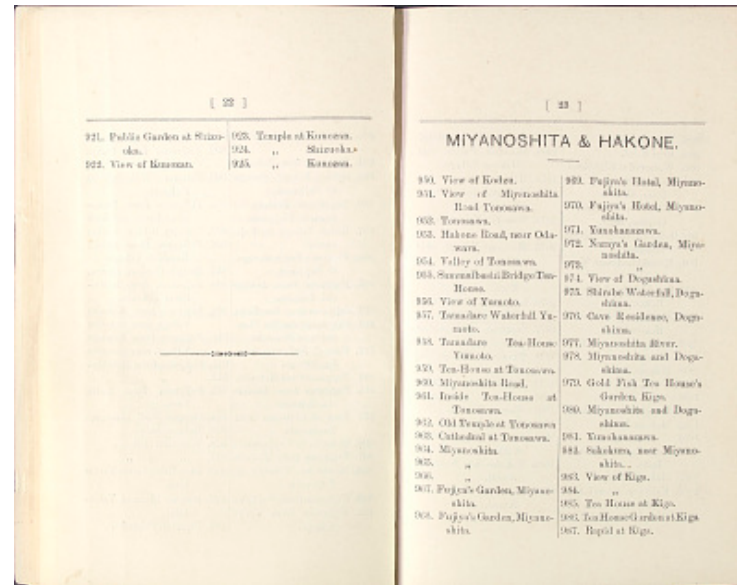 [ 22 ]
921. Public Garden at Shizu-
oka.
922. View of Kunozan.
923. Temple at Kunozan.
924. „ Shizuoka.
925. „ Kunozan.
[ 23 ]
MIYANOSHITA & HAKONE.
950. View of Kodzu.
951. View of Miyanoshita
Road Tonosawa.
952. Tonosawa.
953. Hakone Road, near Oda-
wara.
954. Valley of Tonosawa.
955. Bridge Tea-
House.
956. View of Yumoto.
957. Tamadare Waterfall Yu-
moto.
958. Tamadare Tea-House
Yumoto.
959. Tea-House at Tonosawa.
960. Miyanoshita Road.
961. Inside Tea-House at
Tonosawa.
962. Old Temple at Tonosawa
963. Cathedral at Tonosawa.
964. Miyanoshita.
965. „
966. „
967. Fujiya's Garden, Miyano-
shita.
968. Fujiya's Garden, Miyano-
shita.
969. Fujiya's Hotel, Miyano-
shita.
970. Fujiya's Hotel, Miyano-
shita.
971. Yunohanazawa.
972. Naraya's Garden, Miya-
noshita.
973. „
974. View of Dogashima.
975. Shirabe Waterfall, Doga-
shima.
976. Cave Residence, Doga-
shima.
977. Miyanoshita River.
978. Miyanoshita and Doga-
shima.
979. Gold Fish Tea House's
Garden, Kiga.
980. Miyanoshita and Doga-
shima.
981. Yunohanazawa.
982. near Miyano-
shita.
983. View of Kiga.
984. „
985. Tea House at Kiga.
986. Tea House Garden at Kiga
987. Rapid at Kiga.